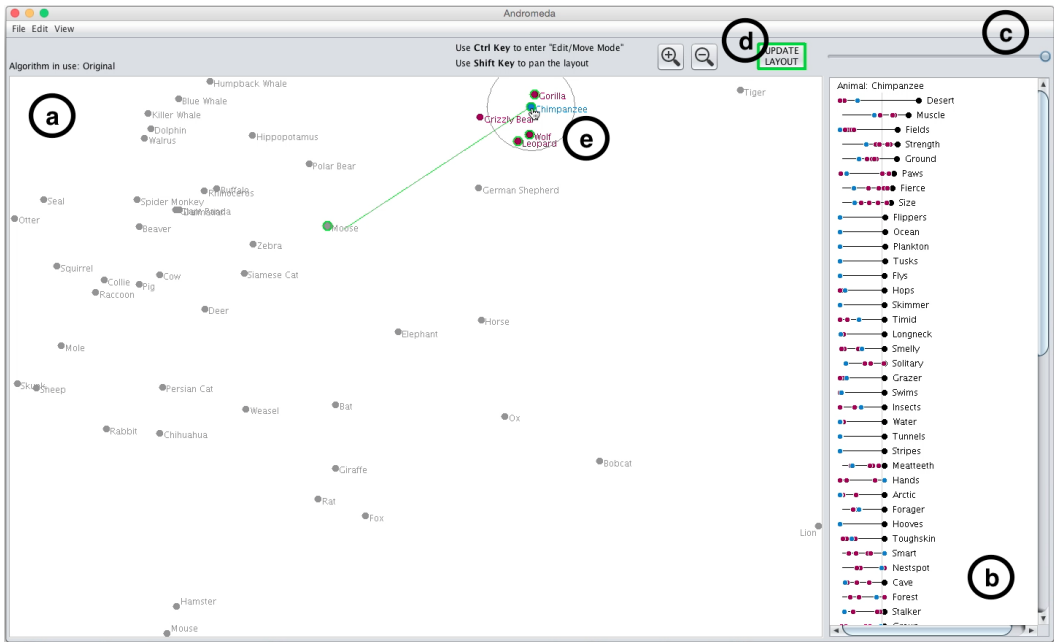 Andromeda
File Edit View
Use Ctrl Key to enter "Edit/Move Mode"
Use Shift Key to pan the layout
UPDATE
LAYOUT
Algorithm in use: Original
a
d
c
e
b
Humpback Whale
Blue Whale
Killer Whale
Dolphin
Walrus
Hippopotamus
Polar Bear
Gorilla
Chimpanzee
Grizzly Bear
Wolf
Leopard
Tiger
German Shepherd
Buffalo
Rhinoceros
Seal
Spider Monkey
Otter
Beaver
Moose
Zebra
Squirrel
Collie
Cow
Pig
Raccoon
Siamese Cat
Deer
Horse
Elephant
Mole
Skunk
Sheep
Persian Cat
Weasel
Bat
Ox
Rabbit
Chihuahua
Giraffe
Bobcat
Rat
Fox
Lion
Hamster
Mouse
Animal: Chimpanzee
Desert
Muscle
Fields
Strength
Ground
Paws
Fierce
Size
Flippers
Ocean
Plankton
Tusks
Flys
Hops
Skimmer
Timid
Longneck
Smelly
Solitary
Grazer
Swims
Insects
Water
Tunnels
Stripes
Meatteeth
Hands
Arctic
Forager
Hooves
Toughskin
Smart
Nestspot
Cave
Forest
Stalker